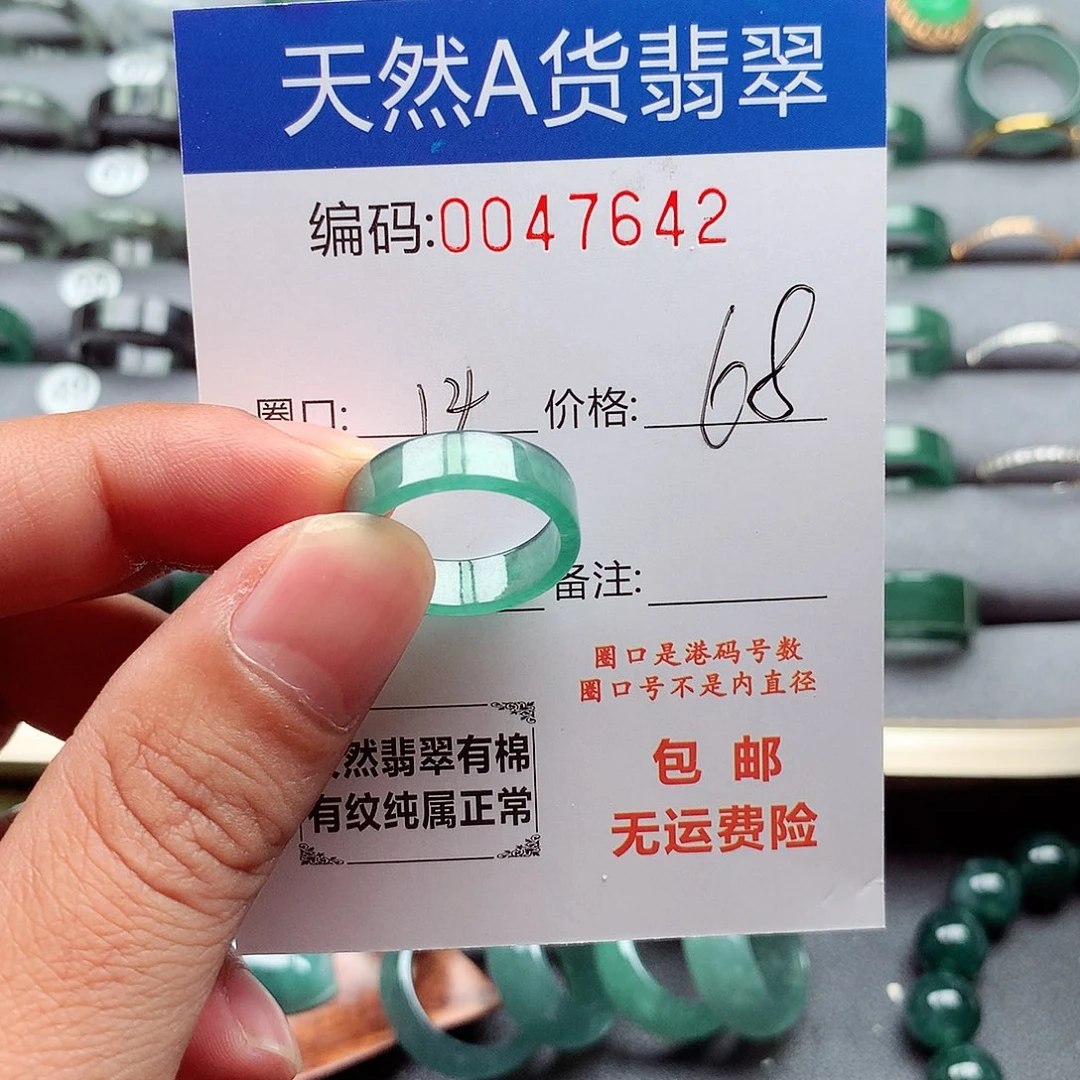 天然A货翡翠
编码:0047642
圈口: 14 价格: 68
备注:
圈口是港码号数
圈口号不是内直径
然翡翠有棉
有纹纯属正常
包邮
无运费险